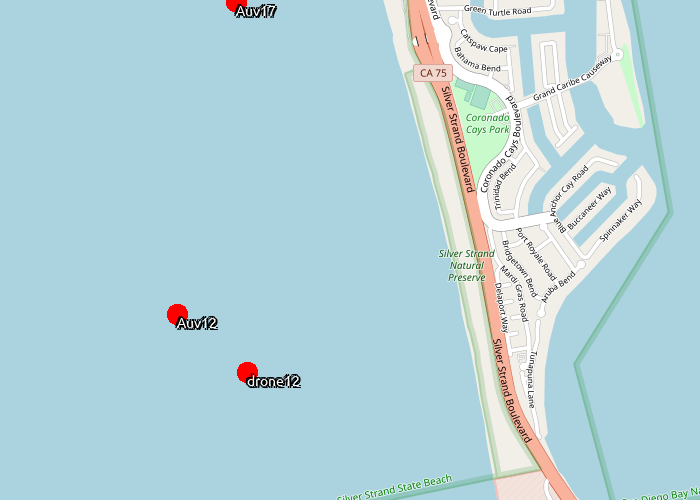 Auv17
Green Turtle Road
Catspaw Cape
Bahama Bend
CA 75
Grand Caribe Causeway
Silver Strand Boulevard
Coronado
Cays Park
Coronado Cays Boulevard
Trinidad Bend
Anchor Cay Road
Buccaneer Way
Spinnaker Way
Port Royale Road
Silver Strand
Natural
Preserve
Bridgetown Bend
Mardi Gras Road
Aruba Bend
Delaport Way
Auv12
Silver Strand Boulevard
Tunapuna Lane
drone12
Silver Strand State Beach